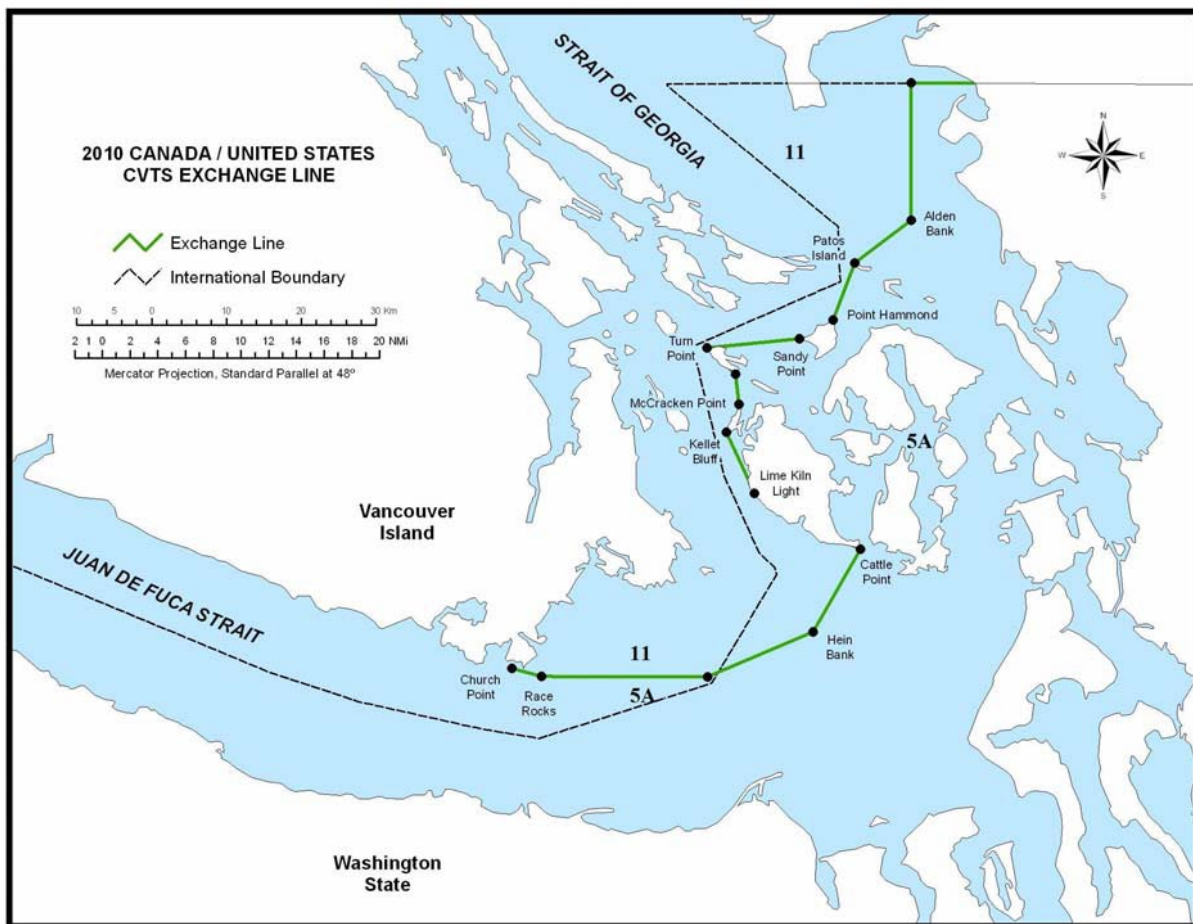 STRAIT OF GEORGIA
2010 CANADA / UNITED STATES
CVTS EXCHANGE LINE
Exchange Line
International Boundary
10 5 0 10 20 30 Km
2 1 0 2 4 6 8 10 12 14 16 18 20 NMi
Mercator Projection, Standard Parallel at 48º
N
W E
S
11
Alden
Bank
Patos
Island
Point Hammond
Turn
Point
Sandy
Point
McCracken Point
Kellet
Bluff
5A
Lime Kiln
Light
Vancouver
Island
JUAN DE FUCA STRAIT
Cattle
Point
Hein
Bank
11
Church
Point
Race
Rocks
5A
Washington
State